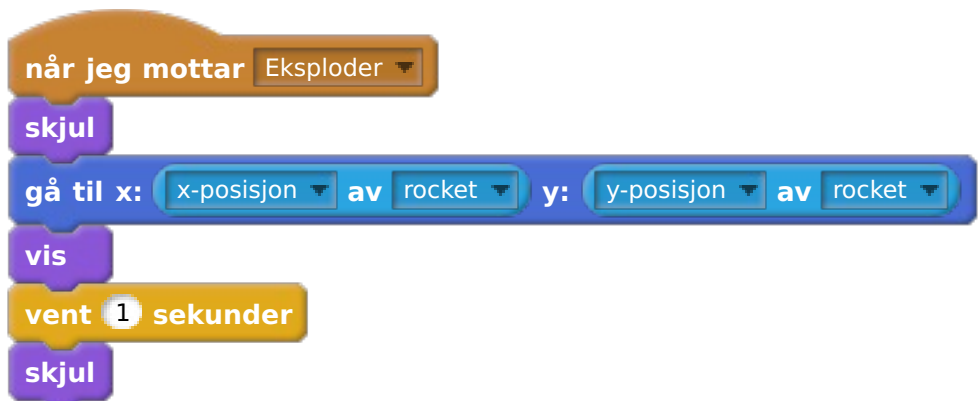 når jeg mottar Eksploder
skjul
gå til x: x-posisjon av rocket y: y-posisjon av rocket
vis
vent 1 sekunder
skjul